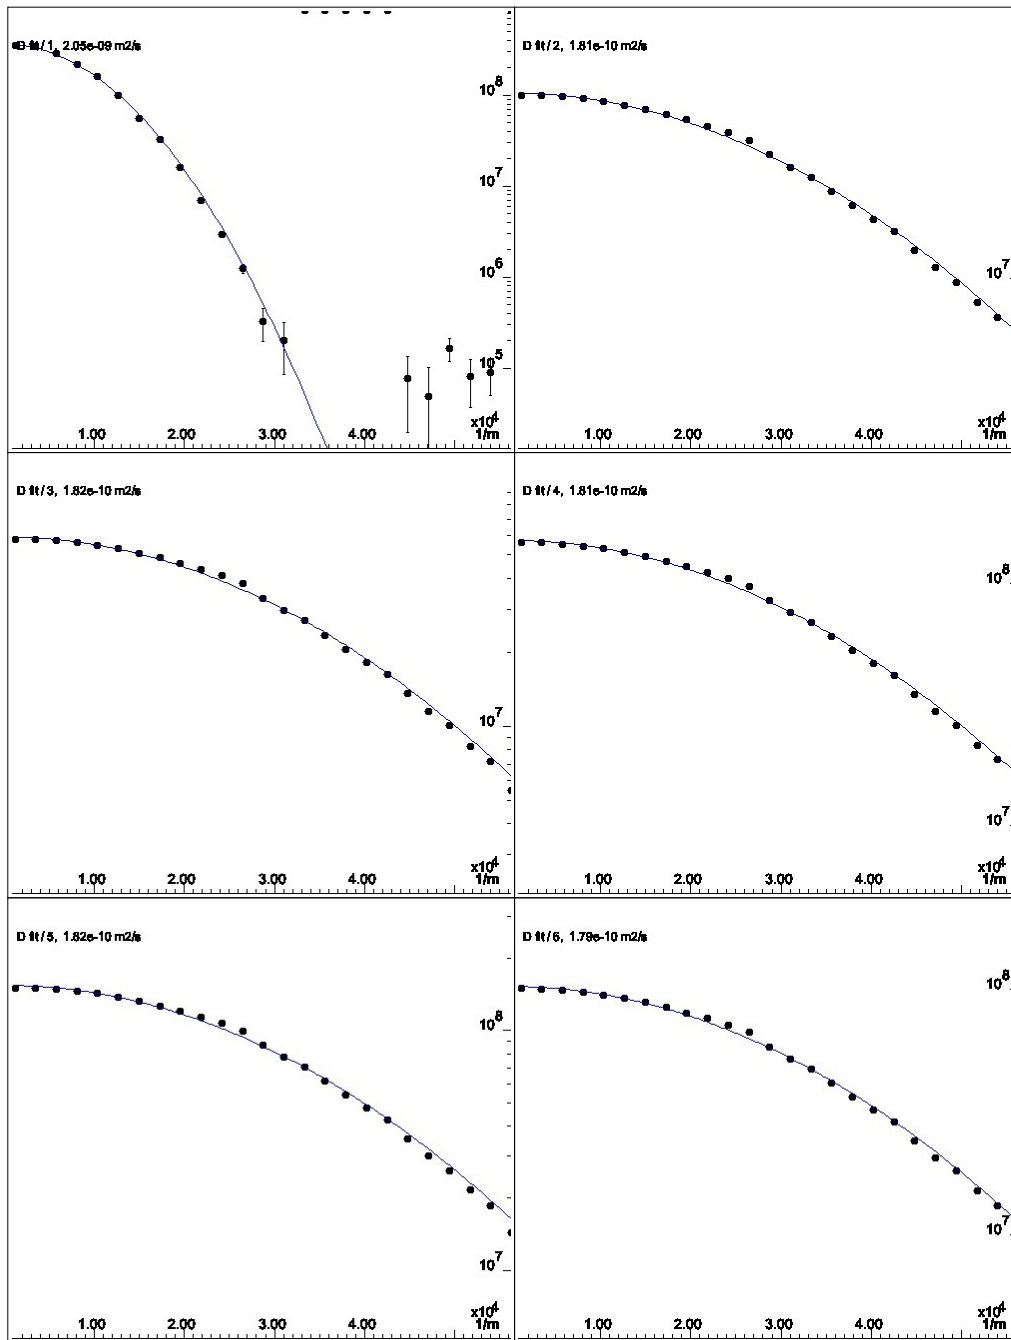 D fit / 1, 2.05e-09 m2/s
10⁸
10⁷
10⁶
10⁵
x10⁴
1.00 2.00 3.00 4.00 1/m
D fit / 2, 1.81e-10 m2/s
10⁷
x10⁴
1.00 2.00 3.00 4.00 1/m
D fit / 3, 1.82e-10 m2/s
10⁷
x10⁴
1.00 2.00 3.00 4.00 1/m
D fit / 4, 1.81e-10 m2/s
10⁸
10⁷
x10⁴
1.00 2.00 3.00 4.00 1/m
D fit / 5, 1.82e-10 m2/s
10⁸
10⁷
x10⁴
1.00 2.00 3.00 4.00 1/m
D fit / 6, 1.79e-10 m2/s
10⁸
10⁷
x10⁴
1.00 2.00 3.00 4.00 1/m